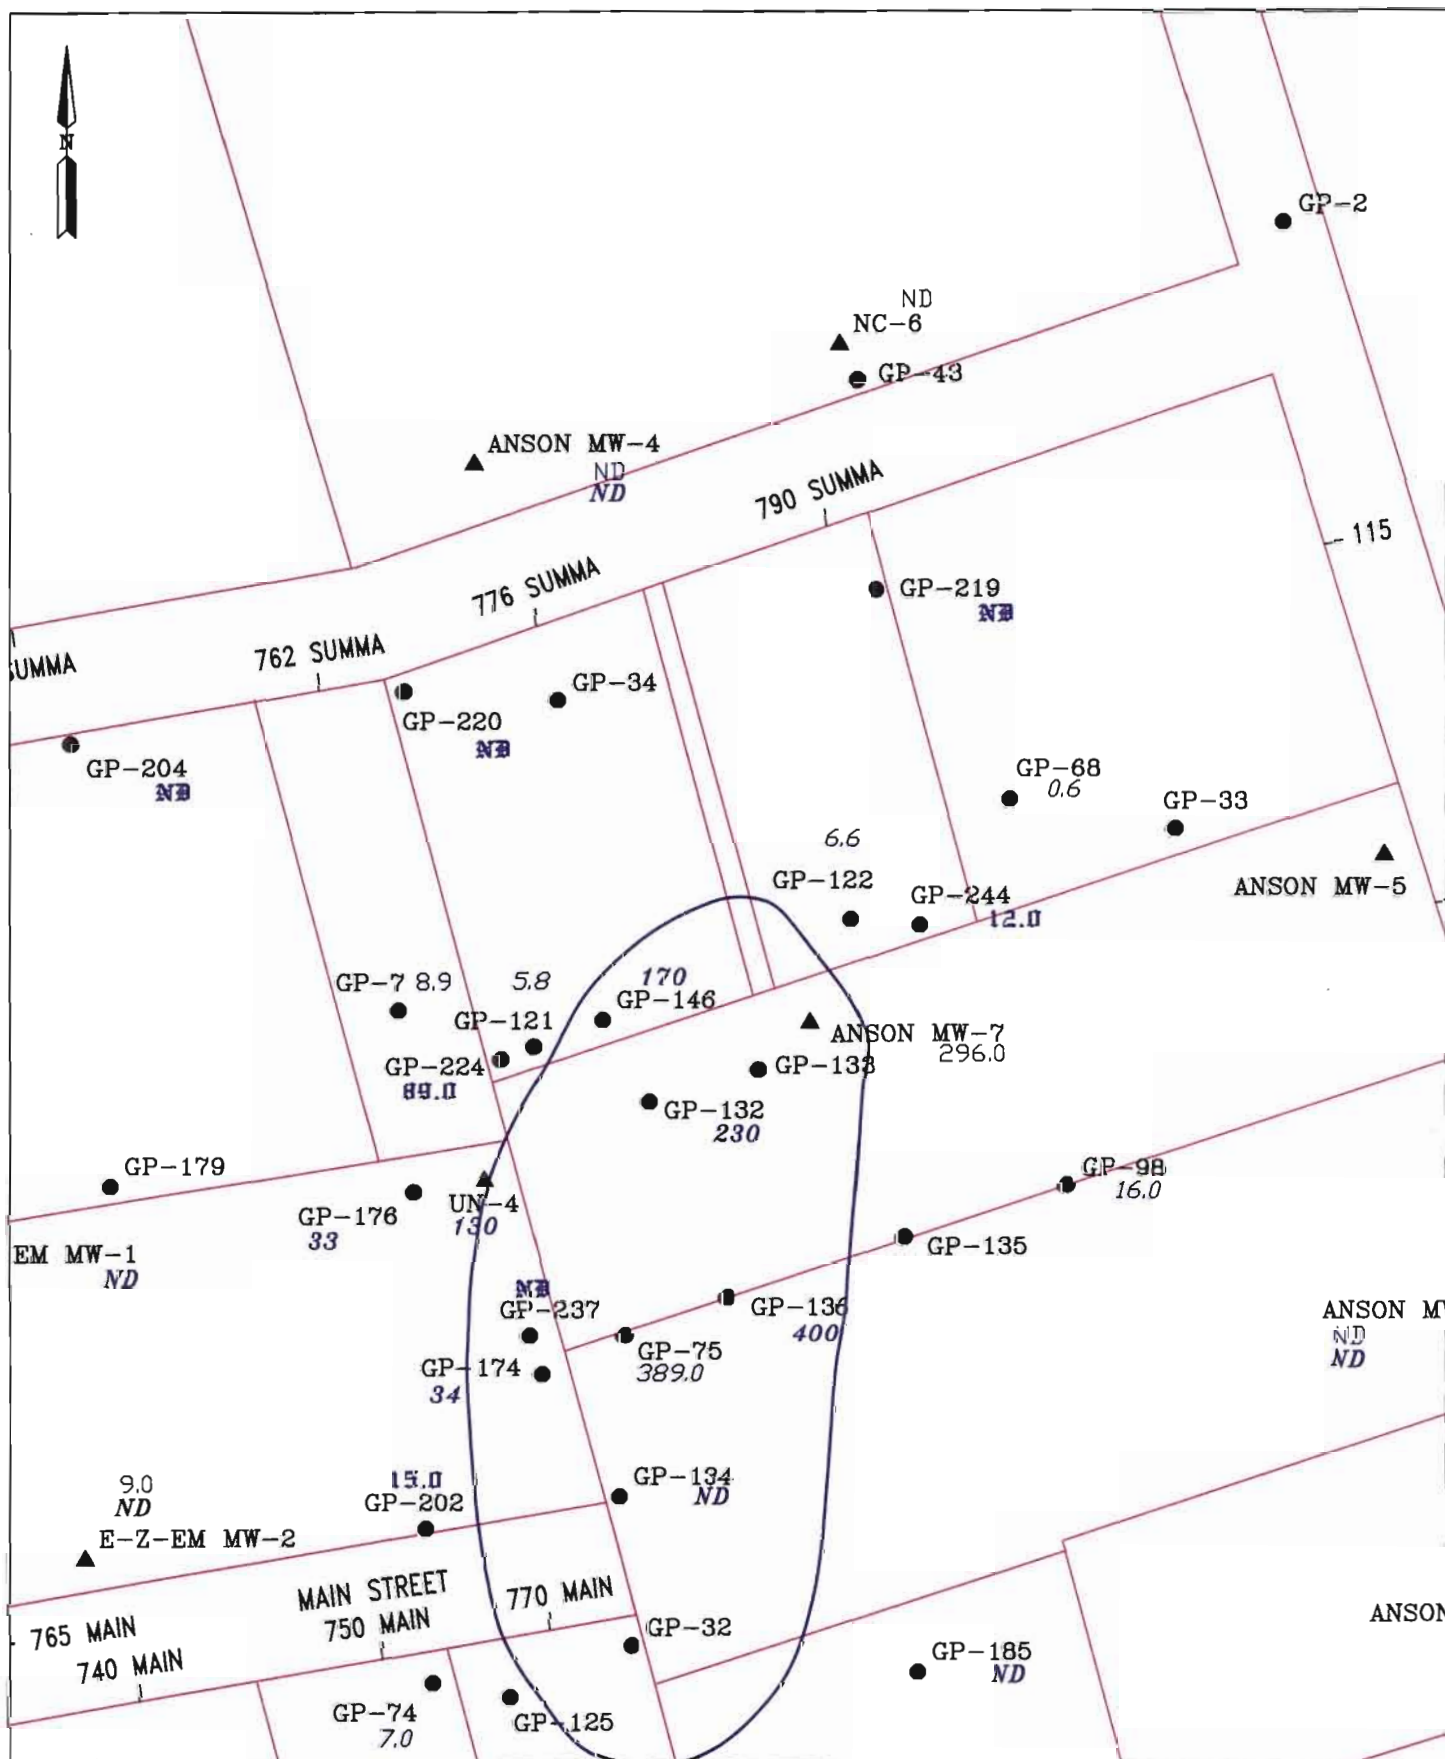 N
GP-2
ND
NC-6
GP-43
ANSON MW-4
ND
ND
790 SUMMA
115
776 SUMMA
GP-219
ND
762 SUMMA
SUMMA
GP-34
GP-220
ND
GP-204
ND
GP-68
0.6
GP-33
6.6
GP-122
ANSON MW-5
GP-244
12.0
GP-7 8.9
5.8
170
GP-146
GP-121
ANSON MW-7
296.0
GP-224
89.0
GP-133
GP-132
230
GP-179
GP-98
16.0
GP-176
33
UN-4
130
EM MW-1
ND
GP-135
ND
GP-237
GP-136
400
ANSON
ND
ND
GP-75
389.0
GP-174
34
9.0
ND
15.0
GP-202
GP-134
ND
E-Z-EM MW-2
MAIN STREET
770 MAIN
750 MAIN
765 MAIN
740 MAIN
GP-32
ANSON
GP-185
ND
GP-74
7.0
GP-125